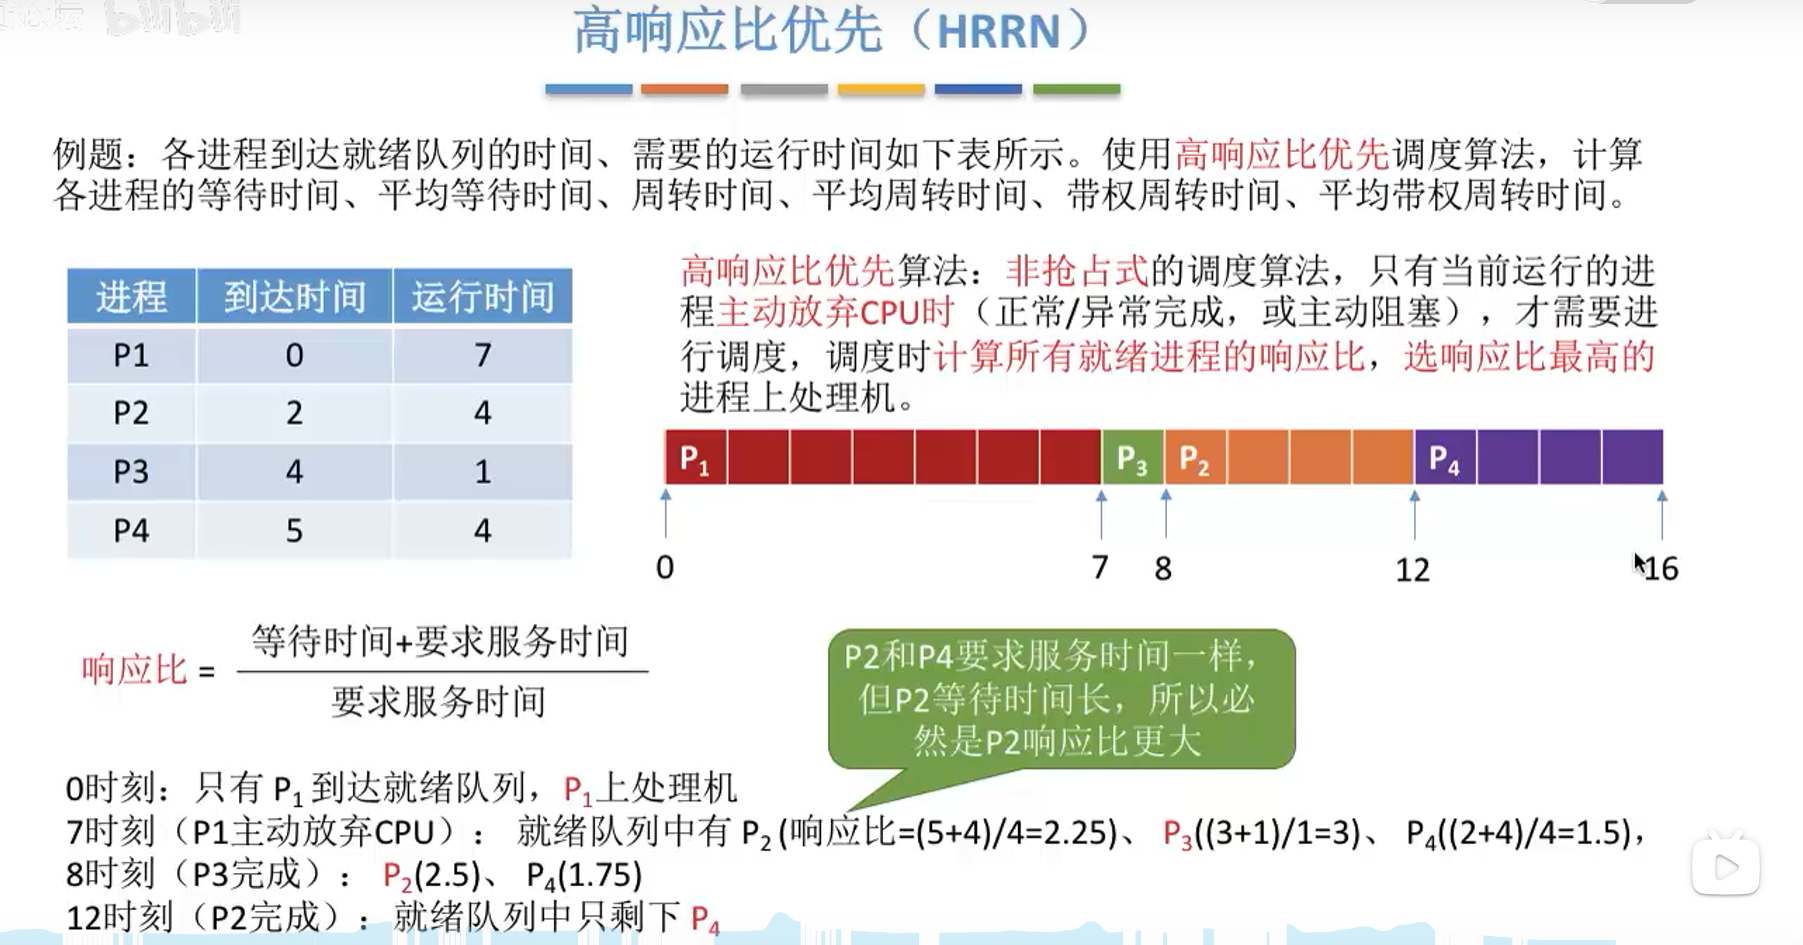 bilibili
高响应比优先（HRRN）
例题：各进程到达就绪队列的时间、需要的运行时间如下表所示。使用高响应比优先调度算法，计算
各进程的等待时间、平均等待时间、周转时间、平均周转时间、带权周转时间、平均带权周转时间。
进程 到达时间 运行时间
P1 0 7
P2 2 4
P3 4 1
P4 5 4
高响应比优先算法：非抢占式的调度算法，只有当前运行的进
程主动放弃CPU时（正常/异常完成，或主动阻塞），才需要进
行调度，调度时计算所有就绪进程的响应比，选响应比最高的
进程上处理机。
P₁ P₃ P₂ P₄
0 7 8 12 16
响应比 =
等待时间+要求服务时间
要求服务时间
P2和P4要求服务时间一样，
但P2等待时间长，所以必
然是P2响应比更大
0时刻：只有 P₁ 到达就绪队列，P₁上处理机
7时刻（P1主动放弃CPU）： 就绪队列中有 P₂ (响应比=(5+4)/4=2.25)、 P₃((3+1)/1=3)、 P₄((2+4)/4=1.5)，
8时刻（P3完成）： P₂(2.5)、 P₄(1.75)
12时刻（P2完成）：就绪队列中只剩下 P₄